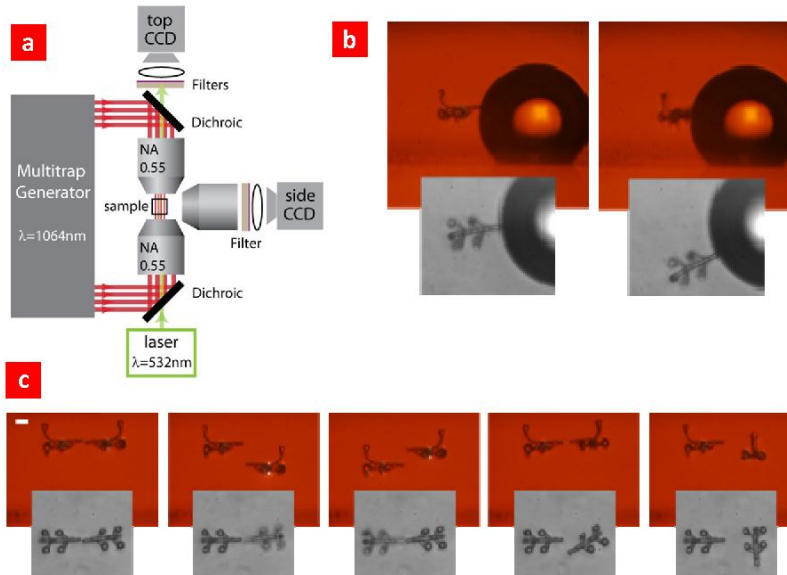 a
top
CCD
Filters
Dichroic
NA
0.55
Multitrap
Generator
λ=1064nm
sample
side
CCD
Filter
NA
0.55
Dichroic
laser
λ=532nm
b
c